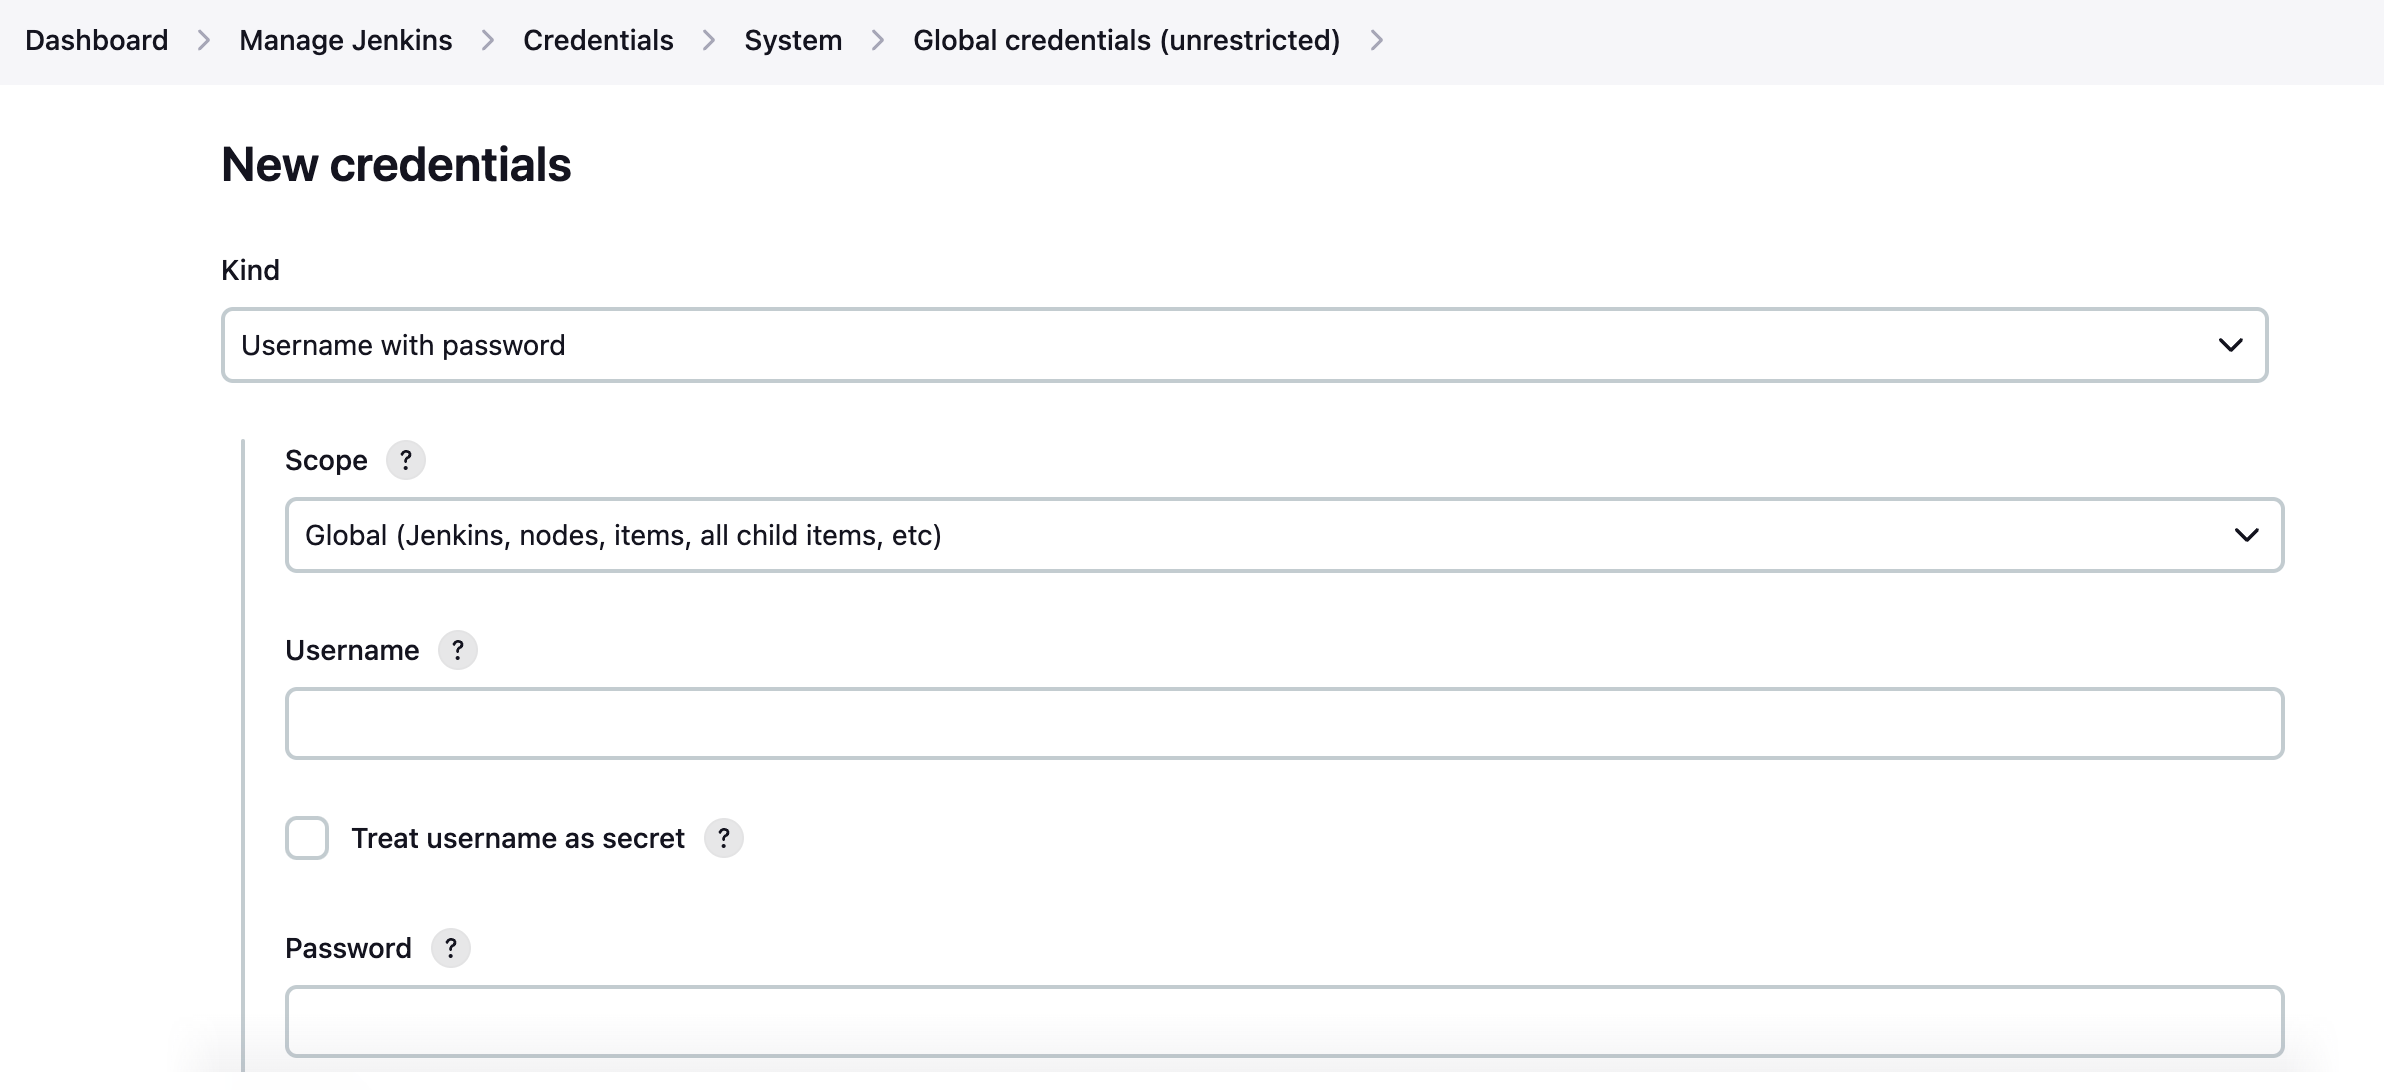 Dashboard > Manage Jenkins > Credentials > System > Global credentials (unrestricted) >
New credentials
Kind
Username with password
Scope ?
Global (Jenkins, nodes, items, all child items, etc)
Username ?
Treat username as secret ?
Password ?